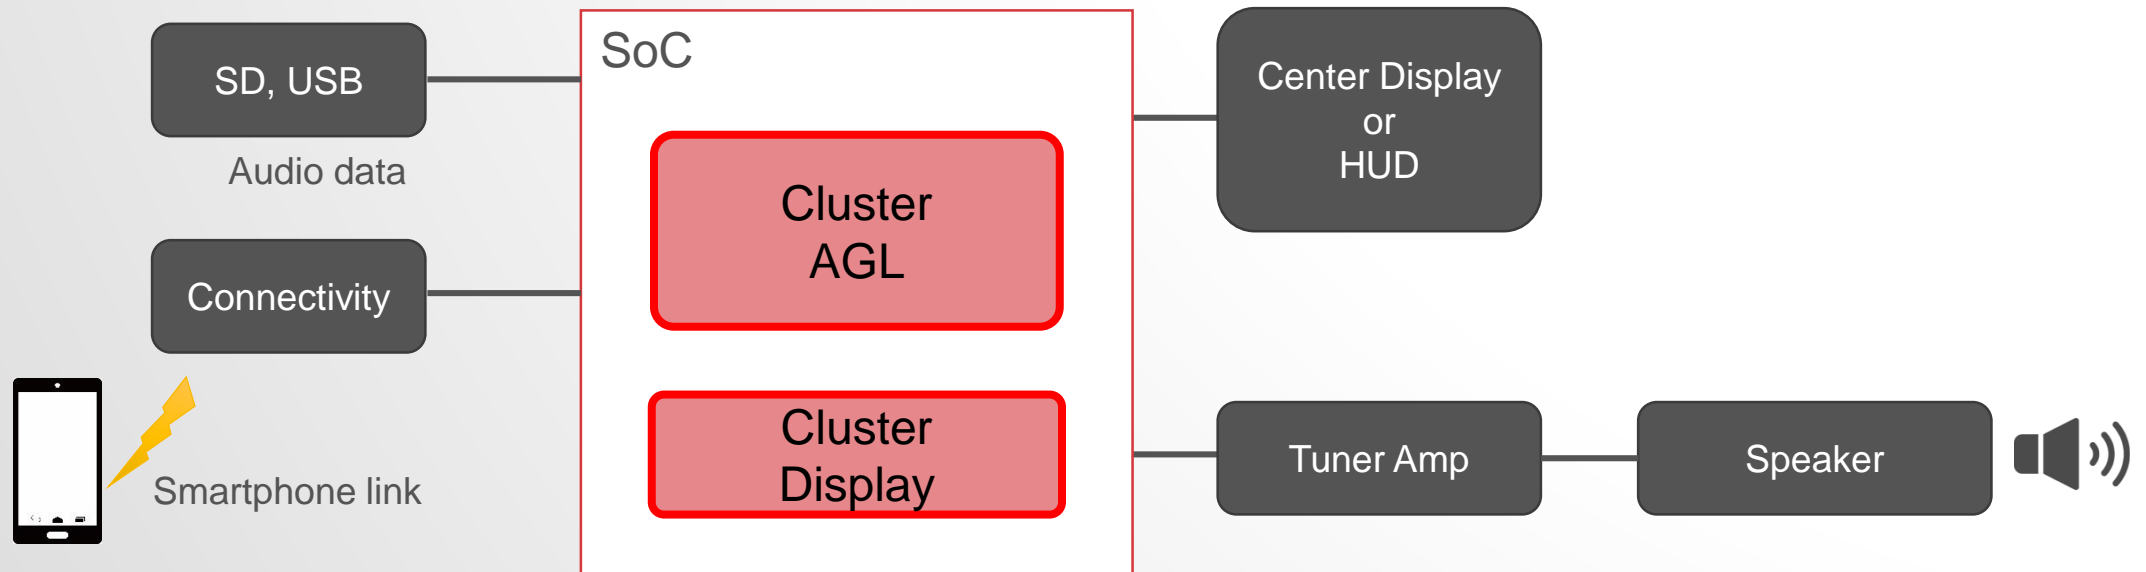 SD, USB
Audio data
Connectivity
Smartphone link
SoC
Cluster
AGL
Cluster
Display
Center Display
or
HUD
Tuner Amp
Speaker